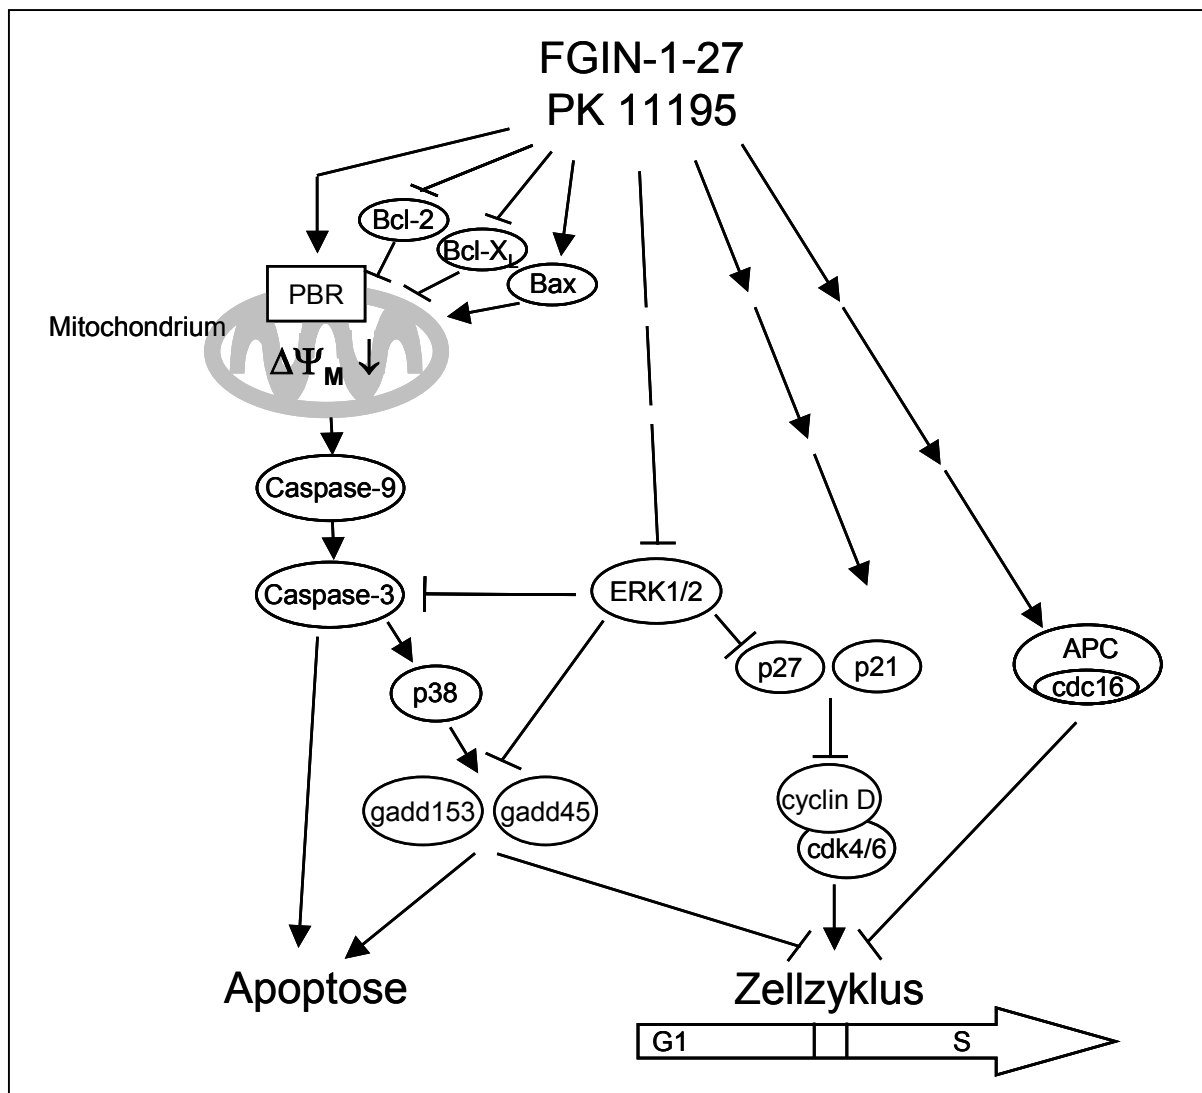 FGIN-1-27
PK 11195
Bcl-2
Bcl-XL
Bax
PBR
Mitochondrium
ΔΨM ↓
Caspase-9
Caspase-3
ERK1/2
p27
p21
APC
cdc16
p38
gadd153
gadd45
cyclin D
cdk4/6
Apoptose
Zellzyklus
G1
S